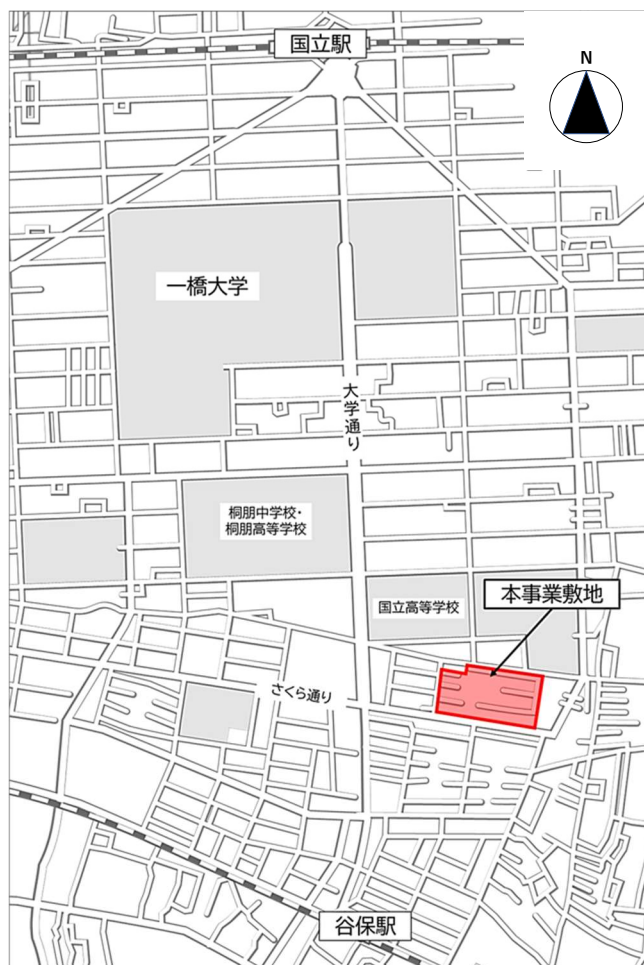 国立駅
N
一橋大学
大学通り
桐朋中学校・
桐朋高等学校
国立高等学校
本事業敷地
さくら通り
谷保駅